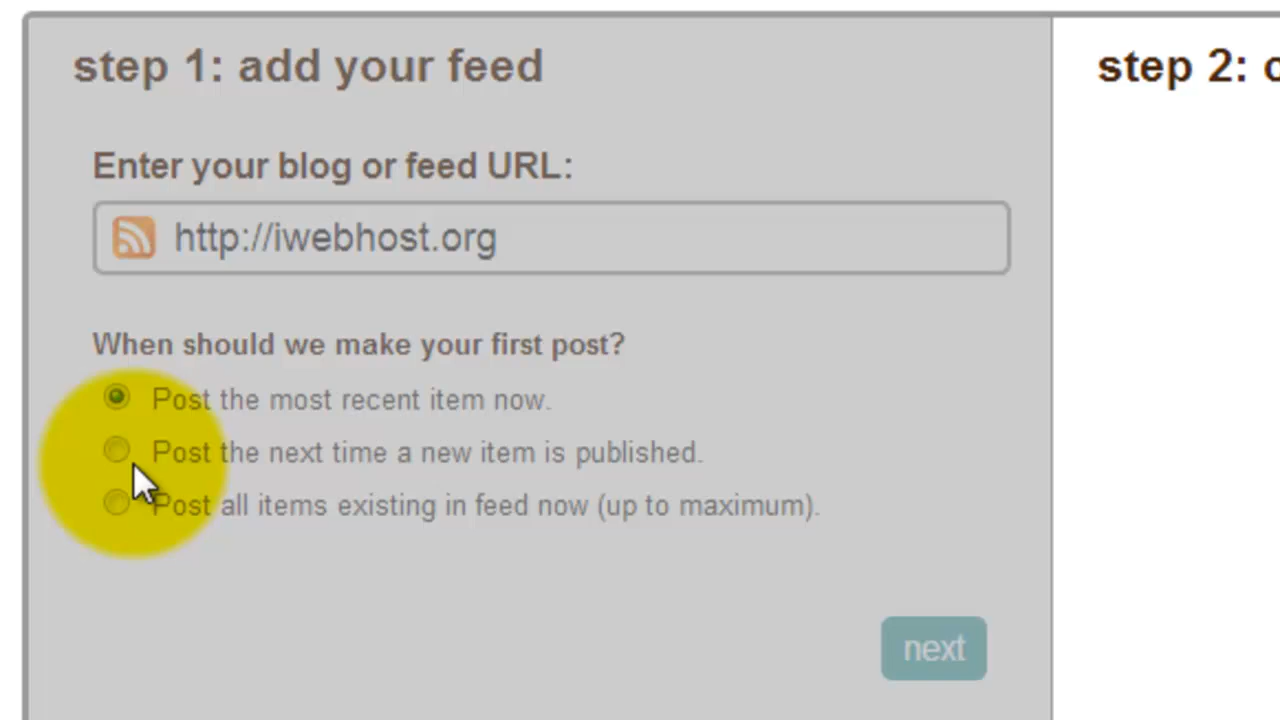 step 1: add your feed
step 2:
Enter your blog or feed URL:
http://iwebhost.org
When should we make your first post?
Post the most recent item now.
Post the next time a new item is published.
Post all items existing in feed now (up to maximum).
next